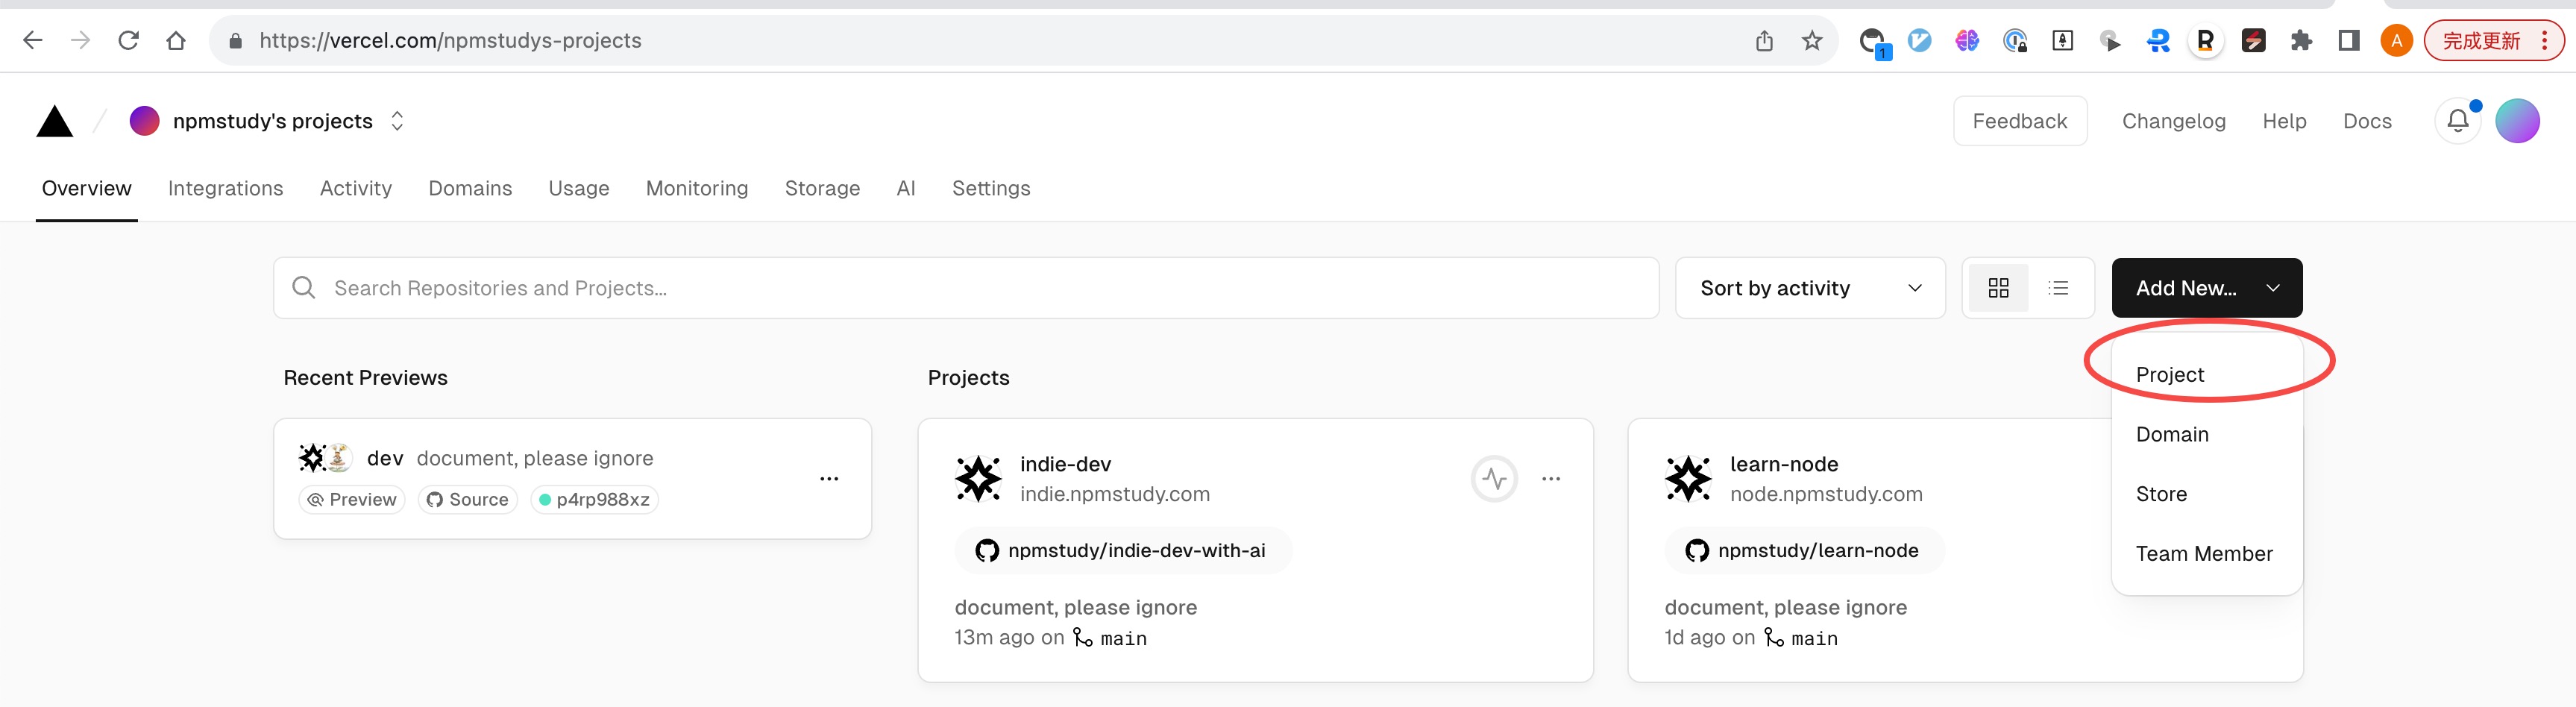 https://vercel.com/npmstudys-projects
1
A
完成更新
npmstudy's projects
Feedback
Changelog
Help
Docs
Overview
Integrations
Activity
Domains
Usage
Monitoring
Storage
AI
Settings
Search Repositories and Projects...
Sort by activity
Add New...
Project
Domain
Store
Team Member
Recent Previews
dev document, please ignore
Preview
Source
p4rp988xz
Projects
indie-dev
indie.npmstudy.com
npmstudy/indie-dev-with-ai
document, please ignore
13m ago on main
learn-node
node.npmstudy.com
npmstudy/learn-node
document, please ignore
1d ago on main